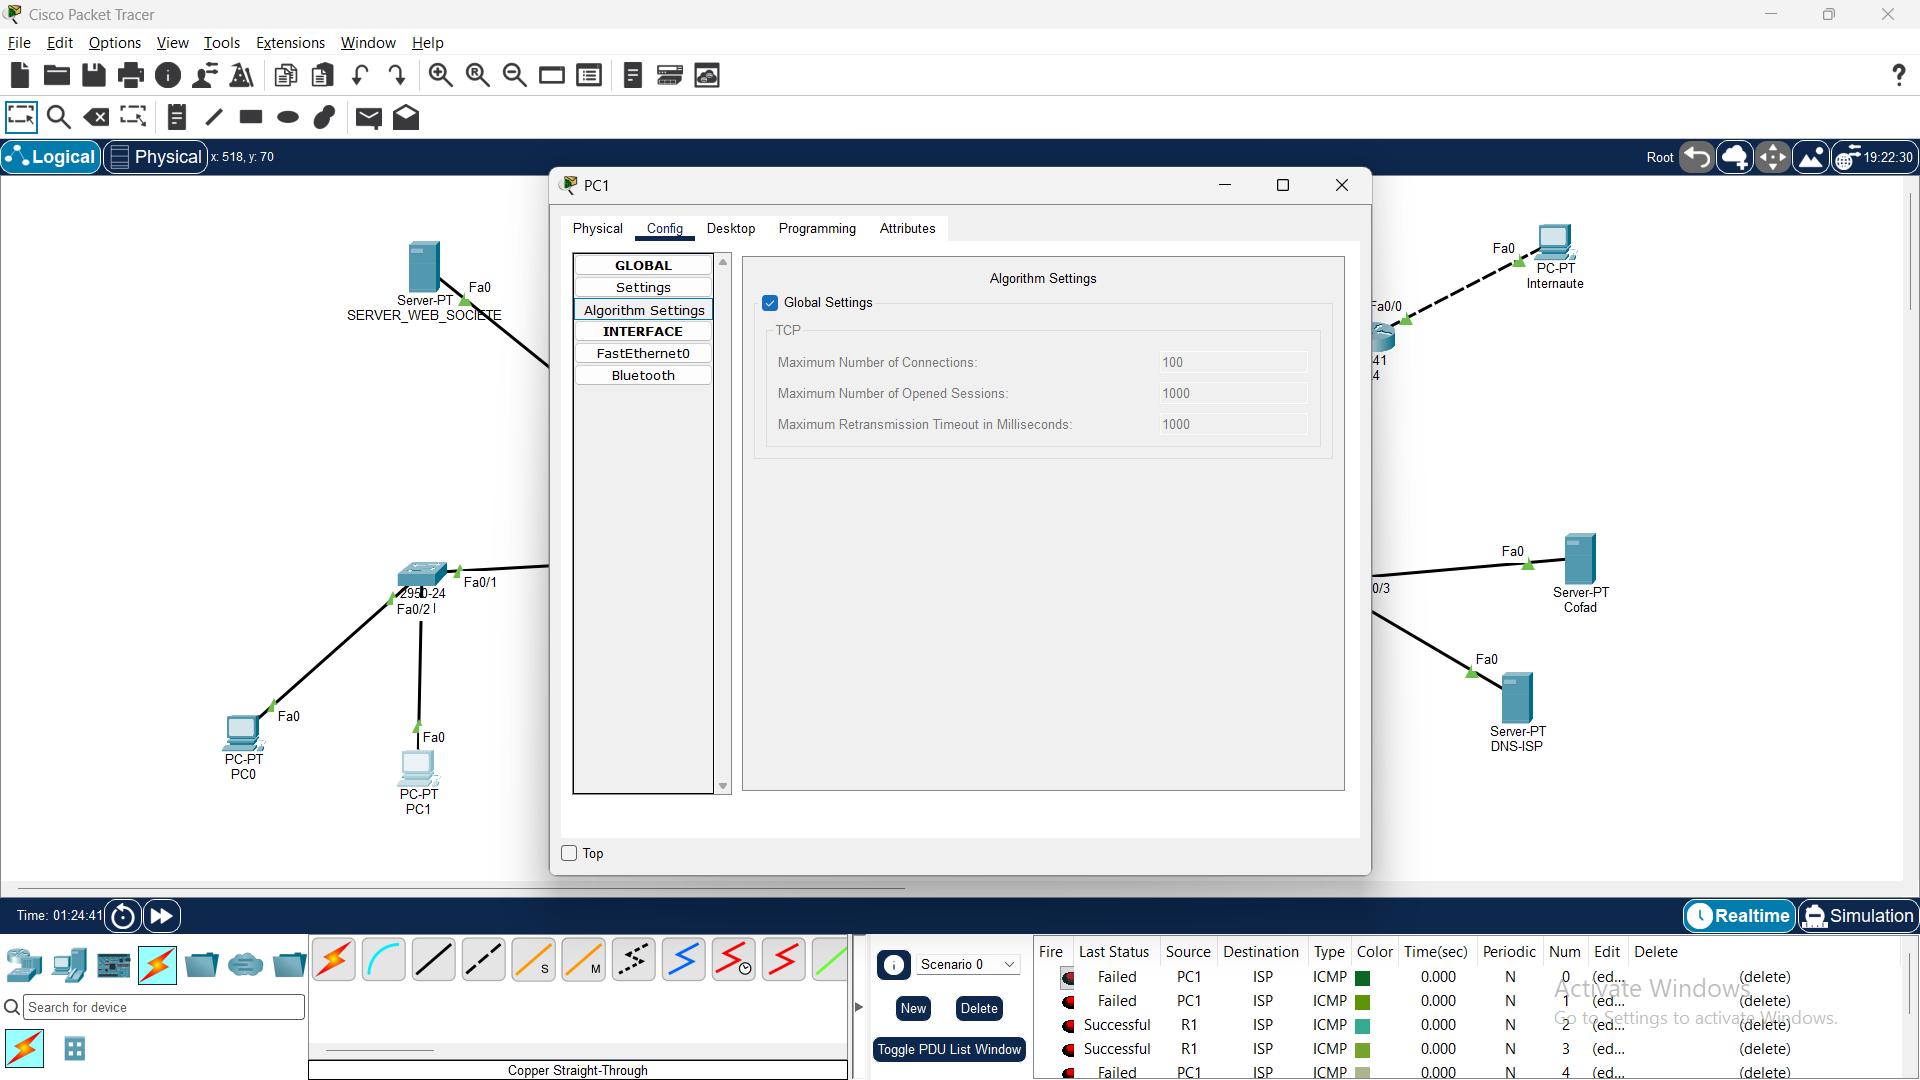 Cisco Packet Tracer
File Edit Options View Tools Extensions Window Help
Logical Physical x: 518, y: 70 Root 19:22:30
PC1
Physical Config Desktop Programming Attributes
GLOBAL
Settings
Algorithm Settings
INTERFACE
FastEthernet0
Bluetooth
Algorithm Settings
Global Settings
TCP
Maximum Number of Connections: 100
Maximum Number of Opened Sessions: 1000
Maximum Retransmission Timeout in Milliseconds: 1000
Top
Fa0
Server-PT
SERVER_WEB_SOCIETE
Fa0/1
2950-24
Fa0/2
Fa0
PC-PT
PC0
Fa0
PC-PT
PC1
Fa0
PC-PT
Internaute
Fa0/0
41
4
Fa0
Server-PT
Cofad
0/3
Fa0
Server-PT
DNS-ISP
Time: 01:24:41 Realtime Simulation
Search for device
S M
Copper Straight-Through
Scenario 0
New Delete
Toggle PDU List Window
Fire Last Status Source Destination Type Color Time(sec) Periodic Num Edit Delete
Failed PC1 ISP ICMP 0.000 N 0 (ed... (delete)
Failed PC1 ISP ICMP 0.000 N 1 (ed... (delete)
Successful R1 ISP ICMP 0.000 N 2 (ed... (delete)
Successful R1 ISP ICMP 0.000 N 3 (ed... (delete)
Failed PC1 ISP ICMP 0.000 N 4 (ed... (delete)
Activate Windows
Go to Settings to activate Windows.